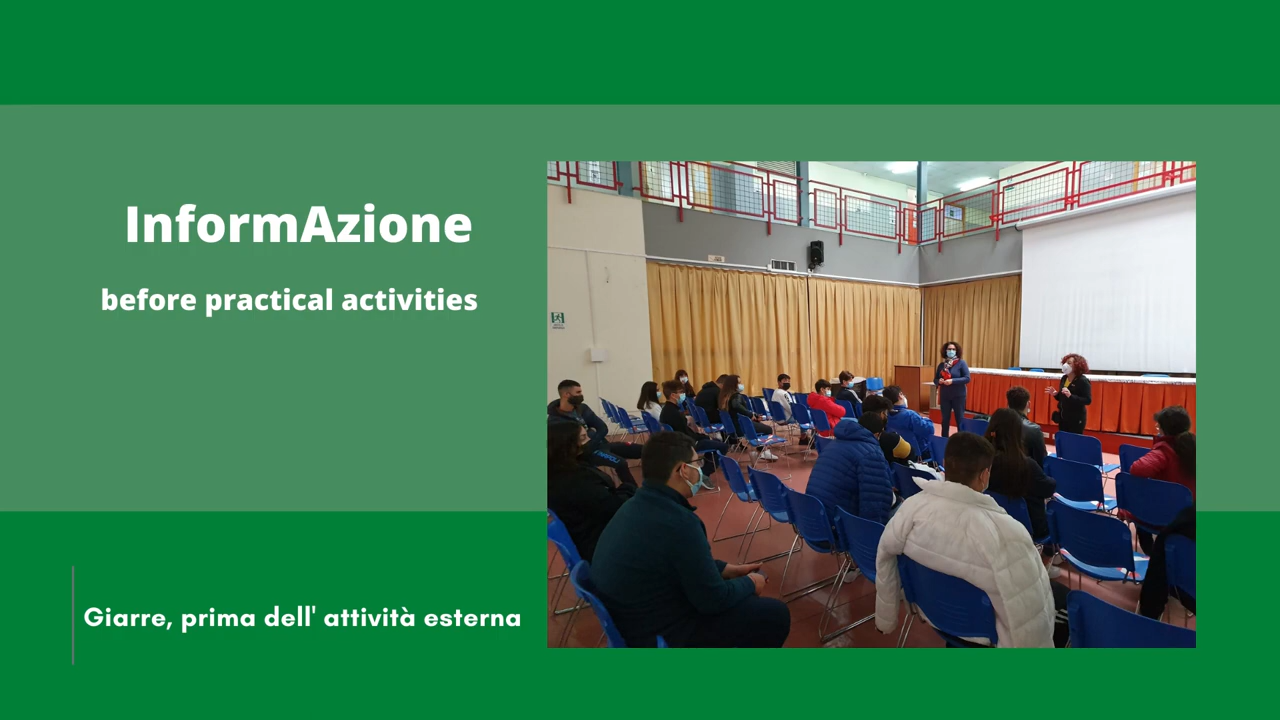 InformAzione
before practical activities
Giarre, prima dell' attività esterna